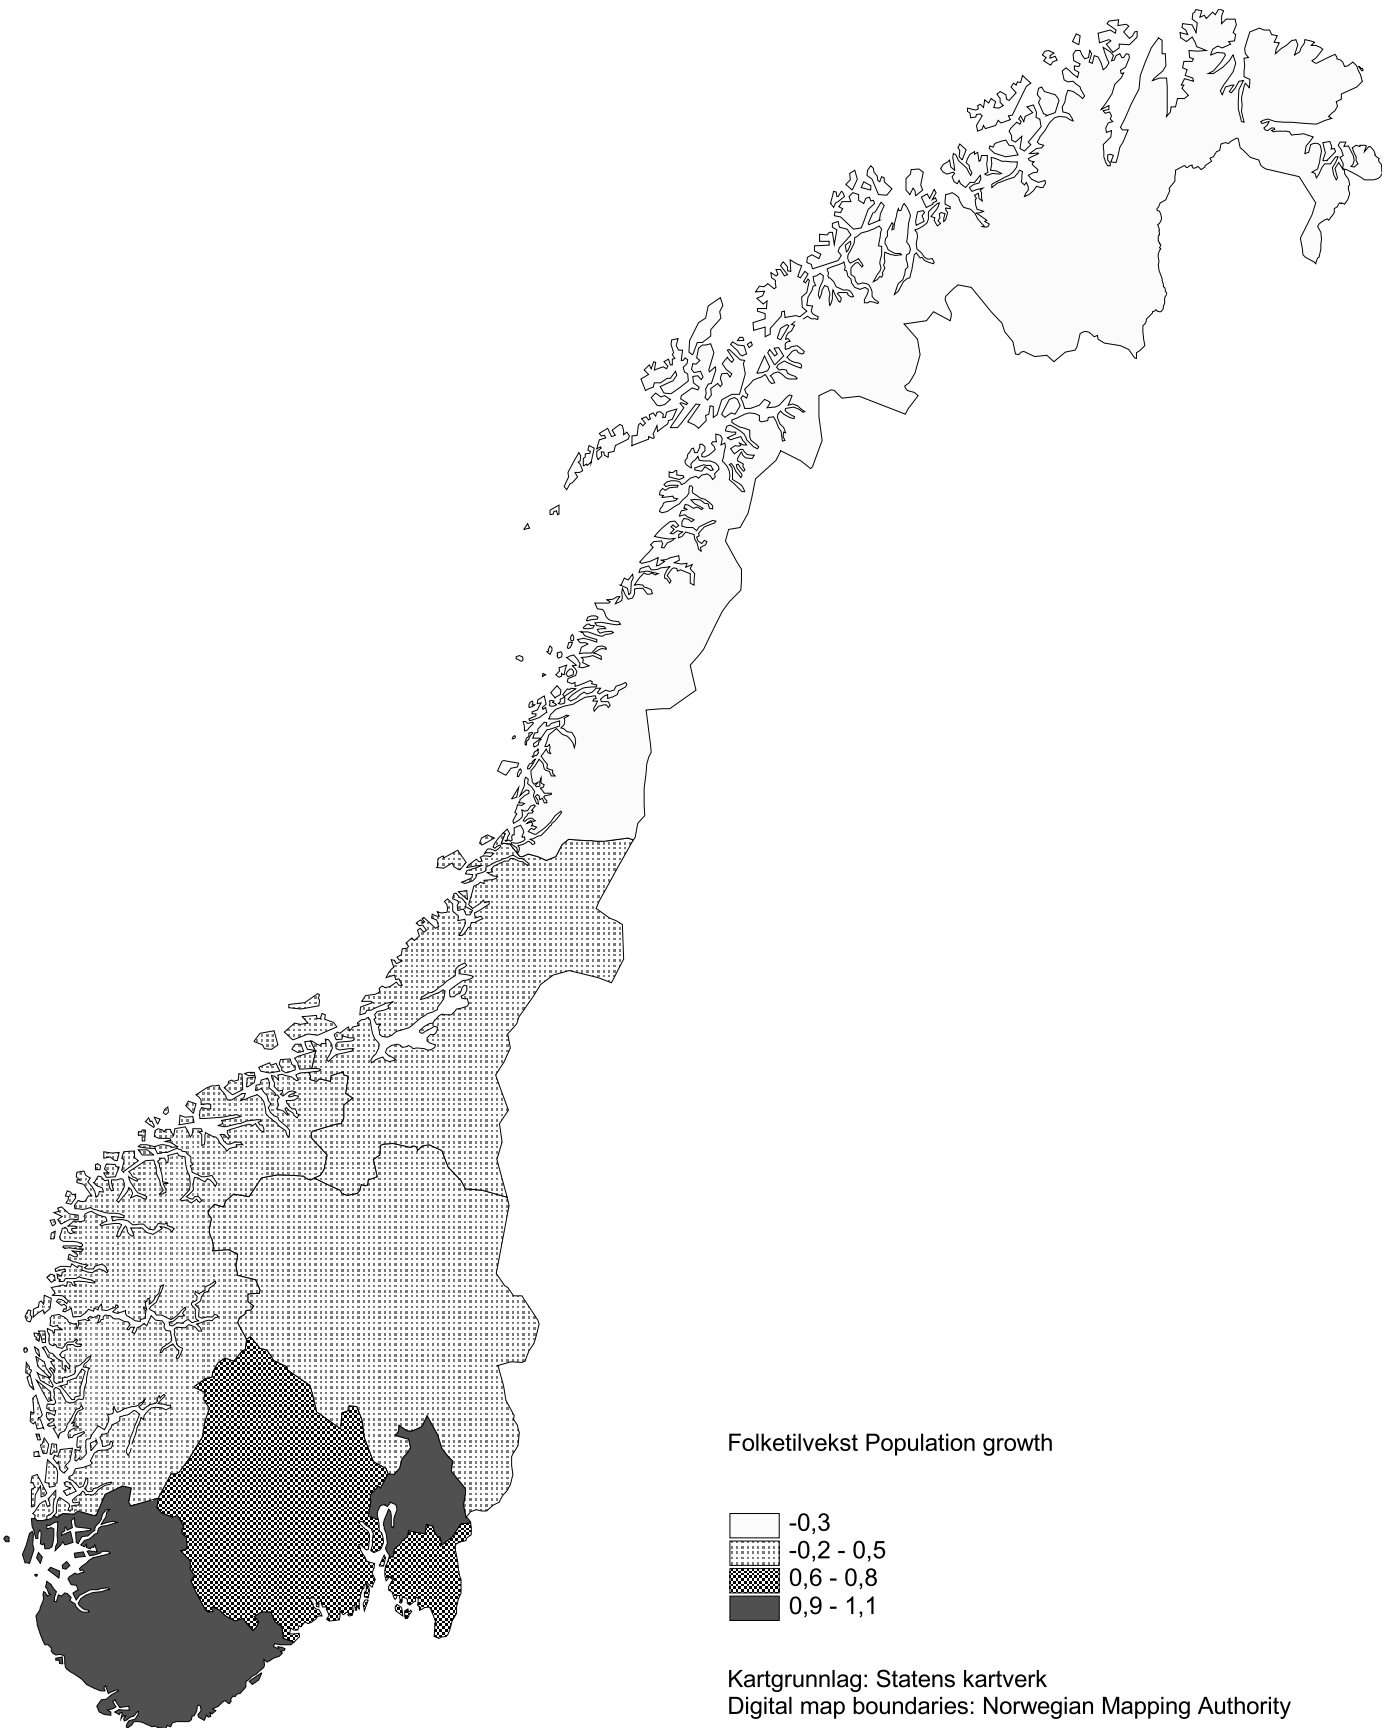 Folketilvekst Population growth
-0,3
-0,2 - 0,5
0,6 - 0,8
0,9 - 1,1
Kartgrunnlag: Statens kartverk
Digital map boundaries: Norwegian Mapping Authority